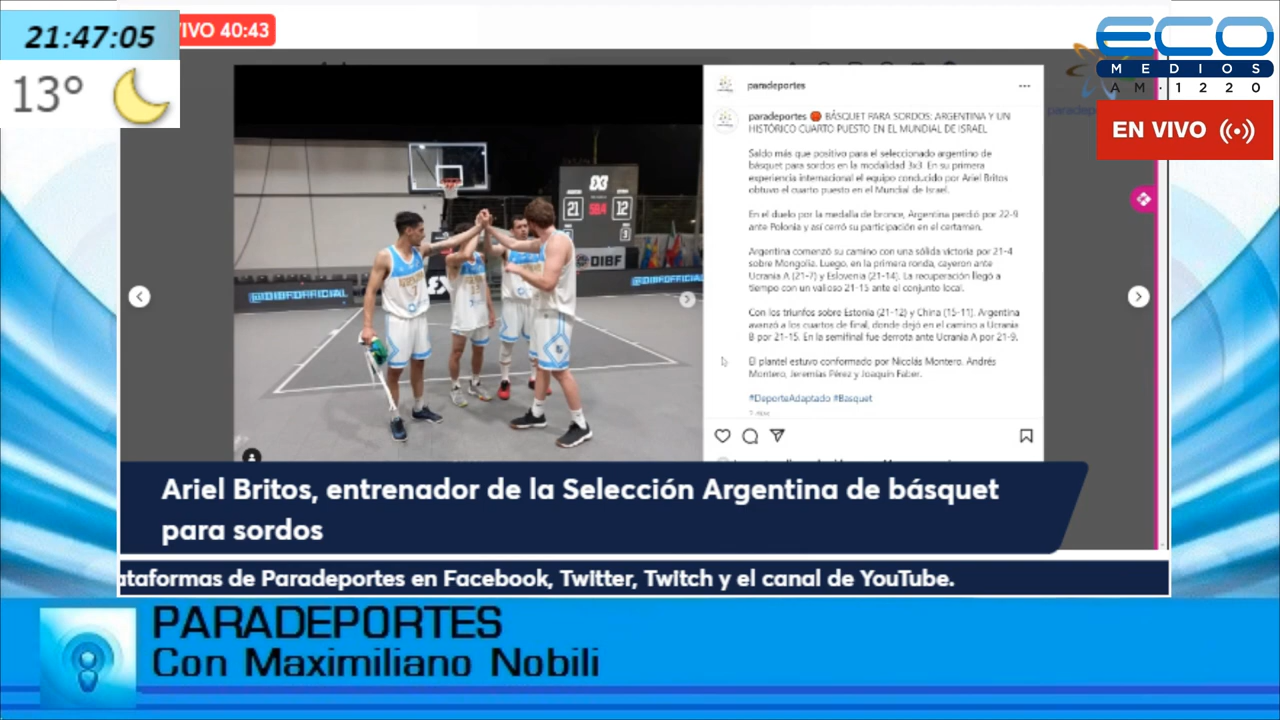 21:47:05
VIVO 40:43
13°
ECO
MEDIOS
AM·1220
EN VIVO
paradeportes
paradeportes BÁSQUET PARA SORDOS: ARGENTINA Y UN
HISTÓRICO CUARTO PUESTO EN EL MUNDIAL DE ISRAEL
Saldo más que positivo para el seleccionado argentino de
básquet para sordos en la modalidad 3x3. En su primera
experiencia internacional el equipo conducido por Ariel Britos
obtuvo el cuarto puesto en el Mundial de Israel.
En el duelo por la medalla de bronce, Argentina perdió por 22-9
ante Polonia y así cerró su participación en el certamen.
Argentina comenzó su camino con una sólida victoria por 21-4
sobre Mongolia. Luego, en la primera ronda, cayeron ante
Ucrania A (21-7) y Eslovenia (21-14). La recuperación llegó a
tiempo con un valioso 21-15 ante el conjunto local.
Con los triunfos sobre Estonia (21-12) y China (15-11), Argentina
avanzó a los cuartos de final, donde dejó en el camino a Ucrania
B por 21-15. En la semifinal fue derrota ante Ucrania A por 21-9.
El plantel estuvo conformado por Nicolás Montero, Andrés
Montero, Jeremías Pérez y Joaquín Faber.
#DeporteAdaptado #Basquet
21
12
DIBF
@DIBFOFFICIAL
@DIBFOFFICIAL
Ariel Britos, entrenador de la Selección Argentina de básquet
para sordos
ataformas de Paradeportes en Facebook, Twitter, Twitch y el canal de YouTube.
PARADEPORTES
Con Maximiliano Nobili